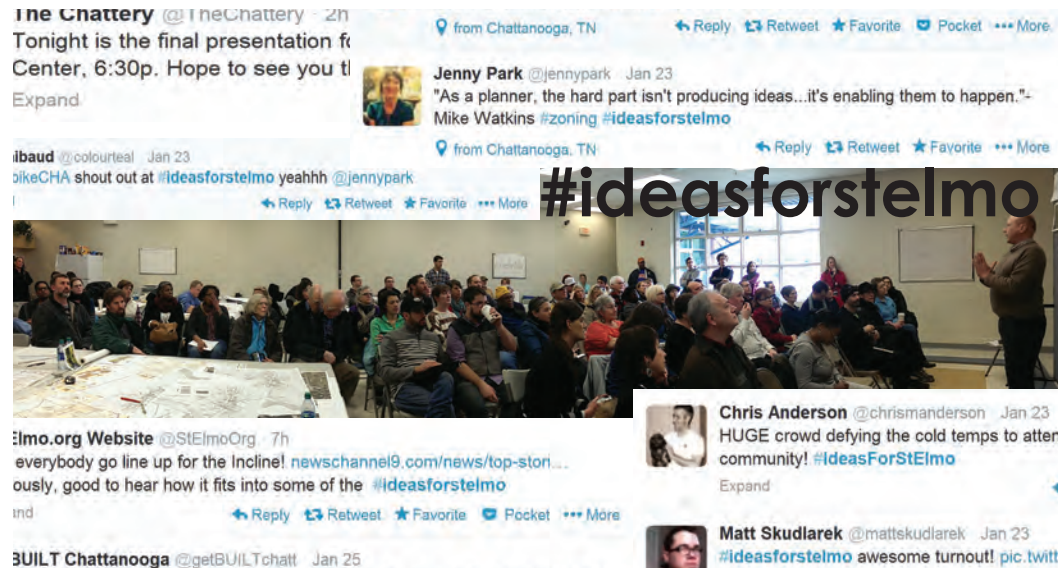 The Chattery @TheChattery · 2h
Tonight is the final presentation fo
Center, 6:30p. Hope to see you t
Expand
from Chattanooga, TN
Reply Retweet Favorite Pocket More
Jenny Park @jennypark · Jan 23
"As a planner, the hard part isn't producing ideas...it's enabling them to happen."-
Mike Watkins #zoning #ideasforstelmo
from Chattanooga, TN
Reply Retweet Favorite More
ibaud @colourteal · Jan 23
bikeCHA shout out at #ideasforstelmo yeahhh @jennypark
Reply Retweet Favorite More
#ideasforstelmo
Elmo.org Website @StElmoOrg · 7h
everybody go line up for the Incline! newschannel9.com/news/top-stori...
ously, good to hear how it fits into some of the #ideasforstelmo
and
Reply Retweet Favorite Pocket More
BUILT Chattanooga @getBUILTchatt · Jan 25
Chris Anderson @chrismanderson · Jan 23
HUGE crowd defying the cold temps to atten
community! #IdeasForStElmo
Expand
Matt Skudlarek @mattskudlarek · Jan 23
#ideasforstelmo awesome turnout! pic.twitt